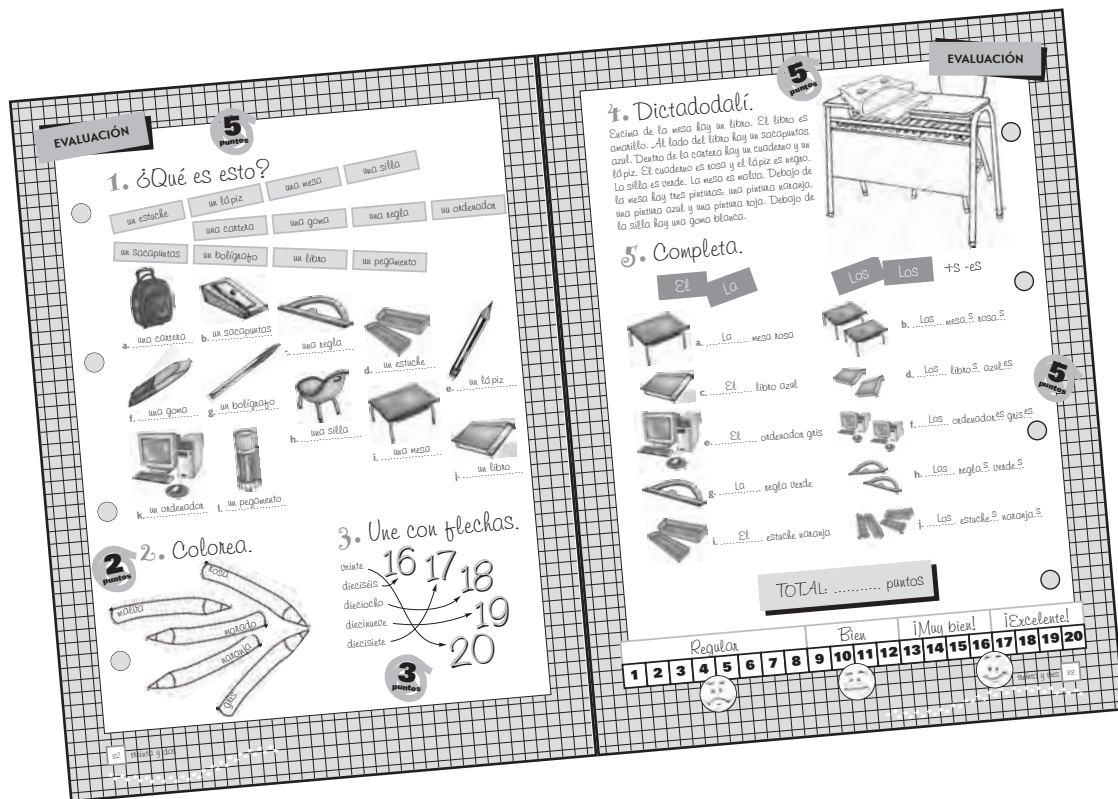 EVALUACIÓN
5 puntos
1. ¿Qué es esto?
un estuche
un lápiz
una mesa
una silla
una cartera
una goma
una regla
un ordenador
un sacapuntas
un bolígrafo
un libro
un pegamento
a. una cartera
b. un sacapuntas
c. una regla
d. un estuche
e. un lápiz
f. una goma
g. un bolígrafo
h. una silla
i. una mesa
j. un libro
k. un ordenador
l. un pegamento
2 puntos
2. Colorea.
rosa
malva
morado
naranja
gris
3. Une con flechas.
veinte
dieciséis
dieciocho
diecinueve
diecisiete
16
17
18
19
20
3 puntos
32 treinta y dos
EVALUACIÓN
5 puntos
4. Dictadodalí.
Encima de la mesa hay un libro. El libro es
amarillo. Al lado del libro hay un sacapuntas
azul. Dentro de la cartera hay un cuaderno y un
lápiz. El cuaderno es rosa y el lápiz es negro.
La silla es verde. La mesa es malva. Debajo de
la mesa hay tres pinturas: una pintura naranja,
una pintura azul y una pintura roja. Debajo de
la silla hay una goma blanca.
5. Completa.
El La
Los Los +s -es
a. La mesa rosa
b. Las mesas rosas
c. El libro azul
d. Los libros azules
e. El ordenador gris
f. Los ordenadores grises
g. La regla verde
h. Las reglas verdes
i. El estuche naranja
j. Los estuches naranjas
5 puntos
TOTAL: ........... puntos
Regular Bien ¡Muy bien! ¡Excelente!
1 2 3 4 5 6 7 8 9 10 11 12 13 14 15 16 17 18 19 20
treinta y tres 33